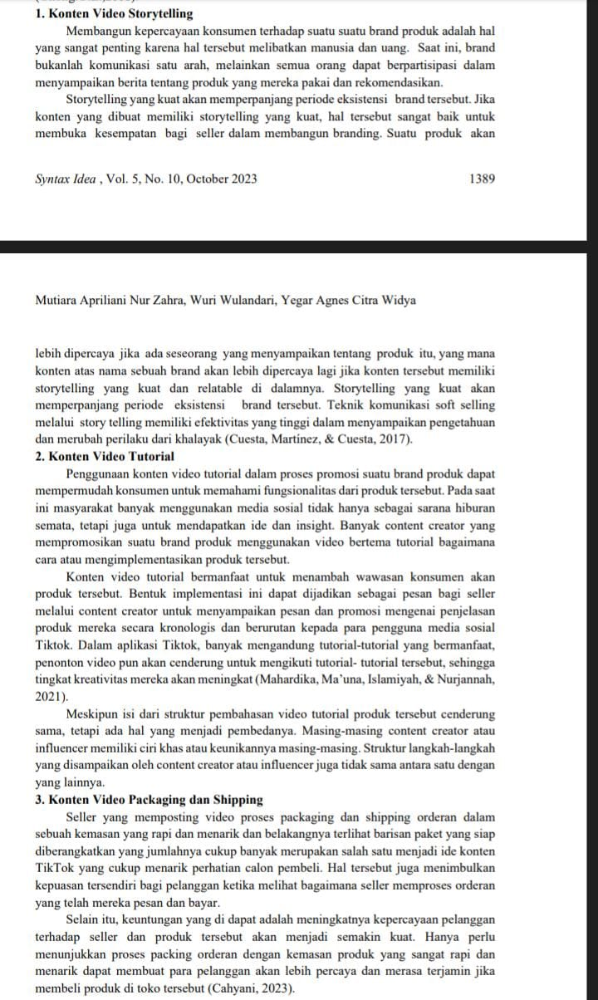 1. Konten Video Storytelling
Membangun kepercayaan konsumen terhadap suatu suatu brand produk adalah hal
yang sangat penting karena hal tersebut melibatkan manusia dan uang. Saat ini, brand
bukanlah komunikasi satu arah, melainkan semua orang dapat berpartisipasi dalam
menyampaikan berita tentang produk yang mereka pakai dan rekomendasikan.
Storytelling yang kuat akan memperpanjang periode eksistensi brand tersebut. Jika
konten yang dibuat memiliki storytelling yang kuat, hal tersebut sangat baik untuk
membuka kesempatan bagi seller dalam membangun branding. Suatu produk akan
Syntax Idea , Vol. 5, No. 10, October 2023 1389
Mutiara Apriliani Nur Zahra, Wuri Wulandari, Yegar Agnes Citra Widya
lebih dipercaya jika ada seseorang yang menyampaikan tentang produk itu, yang mana
konten atas nama sebuah brand akan lebih dipercaya lagi jika konten tersebut memiliki
storytelling yang kuat dan relatable di dalamnya. Storytelling yang kuat akan
memperpanjang periode eksistensi brand tersebut. Teknik komunikasi soft selling
melalui story telling memiliki efektivitas yang tinggi dalam menyampaikan pengetahuan
dan merubah perilaku dari khalayak (Cuesta, Martínez, & Cuesta, 2017).
2. Konten Video Tutorial
Penggunaan konten video tutorial dalam proses promosi suatu brand produk dapat
mempermudah konsumen untuk memahami fungsionalitas dari produk tersebut. Pada saat
ini masyarakat banyak menggunakan media sosial tidak hanya sebagai sarana hiburan
semata, tetapi juga untuk mendapatkan ide dan insight. Banyak content creator yang
mempromosikan suatu brand produk menggunakan video bertema tutorial bagaimana
cara atau mengimplementasikan produk tersebut.
Konten video tutorial bermanfaat untuk menambah wawasan konsumen akan
produk tersebut. Bentuk implementasi ini dapat dijadikan sebagai pesan bagi seller
melalui content creator untuk menyampaikan pesan dan promosi mengenai penjelasan
produk mereka secara kronologis dan berurutan kepada para pengguna media sosial
Tiktok. Dalam aplikasi Tiktok, banyak mengandung tutorial-tutorial yang bermanfaat,
penonton video pun akan cenderung untuk mengikuti tutorial- tutorial tersebut, sehingga
tingkat kreativitas mereka akan meningkat (Mahardika, Ma’una, Islamiyah, & Nurjannah,
2021).
Meskipun isi dari struktur pembahasan video tutorial produk tersebut cenderung
sama, tetapi ada hal yang menjadi pembedanya. Masing-masing content creator atau
influencer memiliki ciri khas atau keunikannya masing-masing. Struktur langkah-langkah
yang disampaikan oleh content creator atau influencer juga tidak sama antara satu dengan
yang lainnya.
3. Konten Video Packaging dan Shipping
Seller yang memposting video proses packaging dan shipping orderan dalam
sebuah kemasan yang rapi dan menarik dan belakangnya terlihat barisan paket yang siap
diberangkatkan yang jumlahnya cukup banyak merupakan salah satu menjadi ide konten
TikTok yang cukup menarik perhatian calon pembeli. Hal tersebut juga menimbulkan
kepuasan tersendiri bagi pelanggan ketika melihat bagaimana seller memproses orderan
yang telah mereka pesan dan bayar.
Selain itu, keuntungan yang di dapat adalah meningkatnya kepercayaan pelanggan
terhadap seller dan produk tersebut akan menjadi semakin kuat. Hanya perlu
menunjukkan proses packing orderan dengan kemasan produk yang sangat rapi dan
menarik dapat membuat para pelanggan akan lebih percaya dan merasa terjamin jika
membeli produk di toko tersebut (Cahyani, 2023).